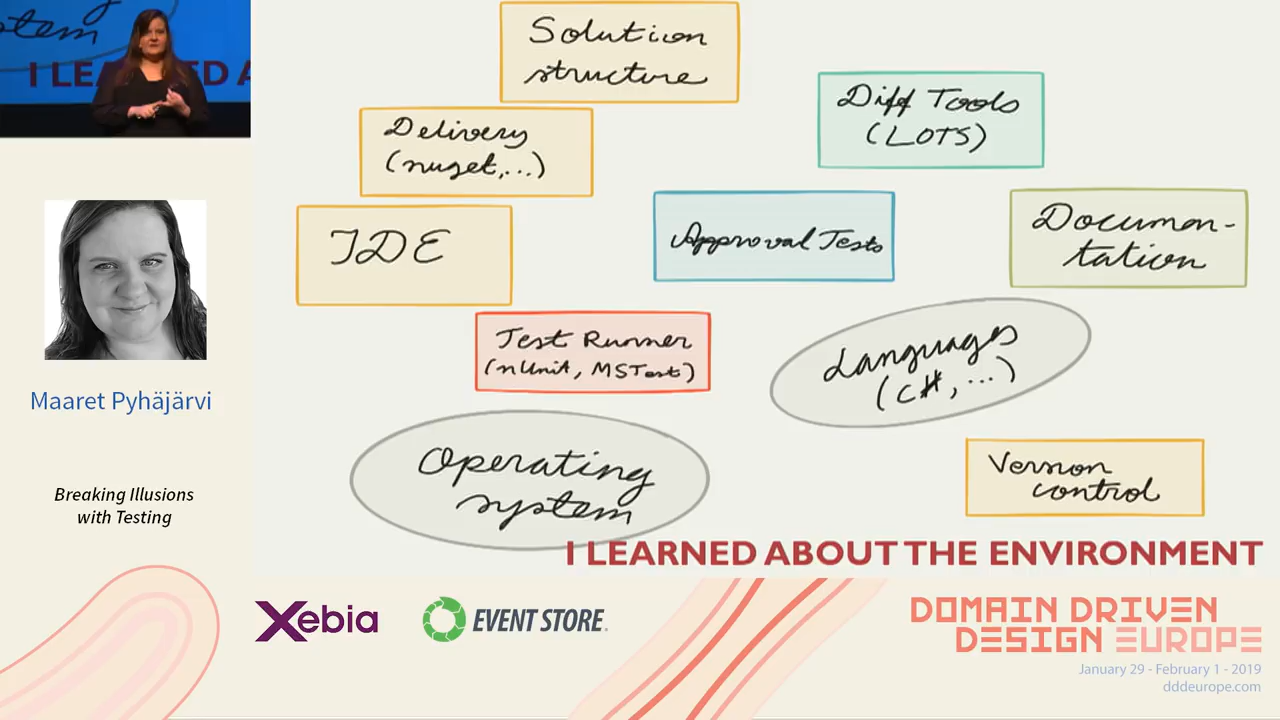 stem
I LEARNED A
Solution
structure
Diff Tools
(LOTS)
Delivery
(nuget,...)
IDE
Approval Tests
Documen-
tation
Test Runner
(nUnit, MSTest)
Languages
(C#, ...)
Operating
system
Version
control
I LEARNED ABOUT THE ENVIRONMENT
Maaret Pyhäjärvi
Breaking Illusions
with Testing
Xebia
EVENT STORE
DOMAIN DRIVEN
DESIGN EUROPE
January 29 - February 1 - 2019
dddeurope.com